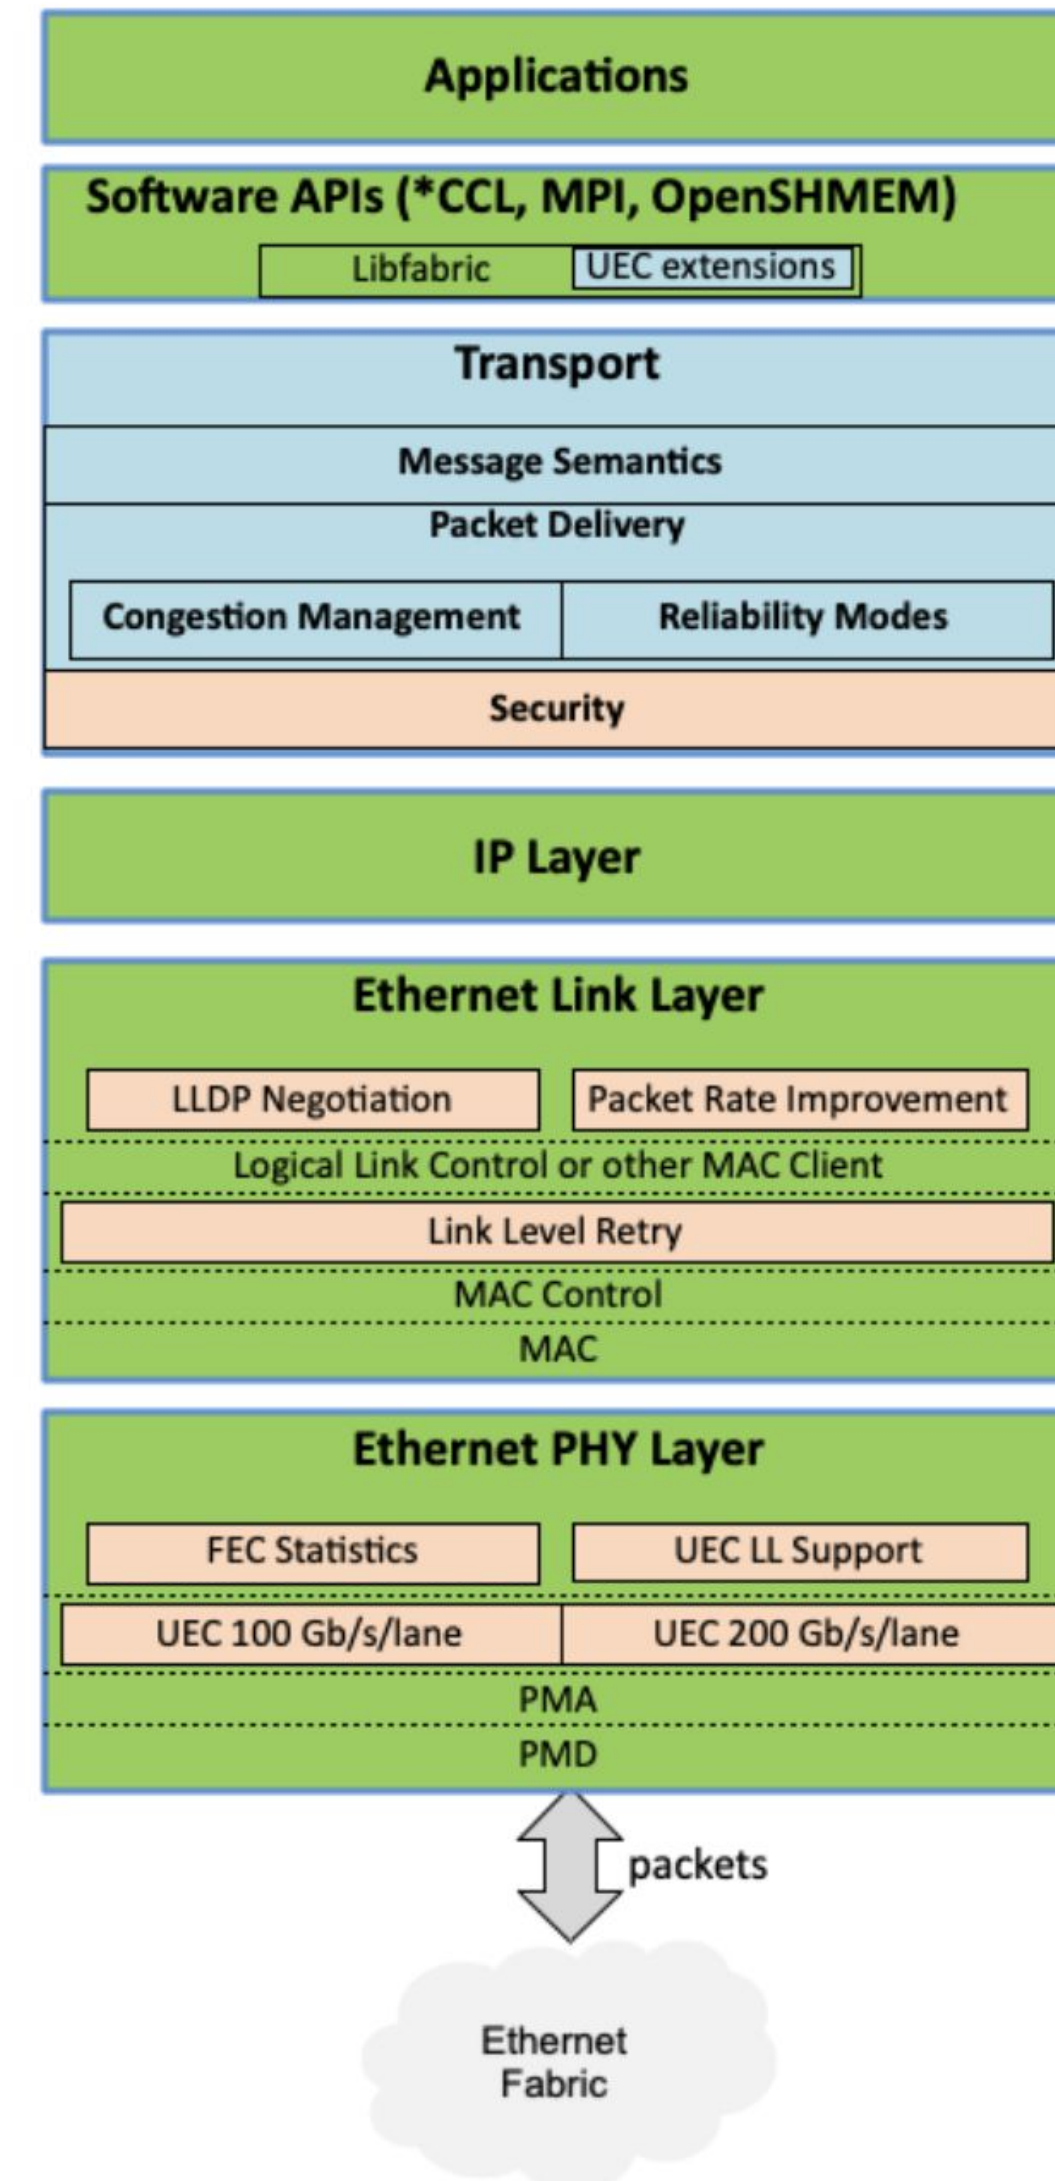 Applications
Software APIs (*CCL, MPI, OpenSHMEM)
Libfabric
UEC extensions
Transport
Message Semantics
Packet Delivery
Congestion Management
Reliability Modes
Security
IP Layer
Ethernet Link Layer
LLDP Negotiation
Packet Rate Improvement
Logical Link Control or other MAC Client
Link Level Retry
MAC Control
MAC
Ethernet PHY Layer
FEC Statistics
UEC LL Support
UEC 100 Gb/s/lane
UEC 200 Gb/s/lane
PMA
PMD
packets
Ethernet
Fabric